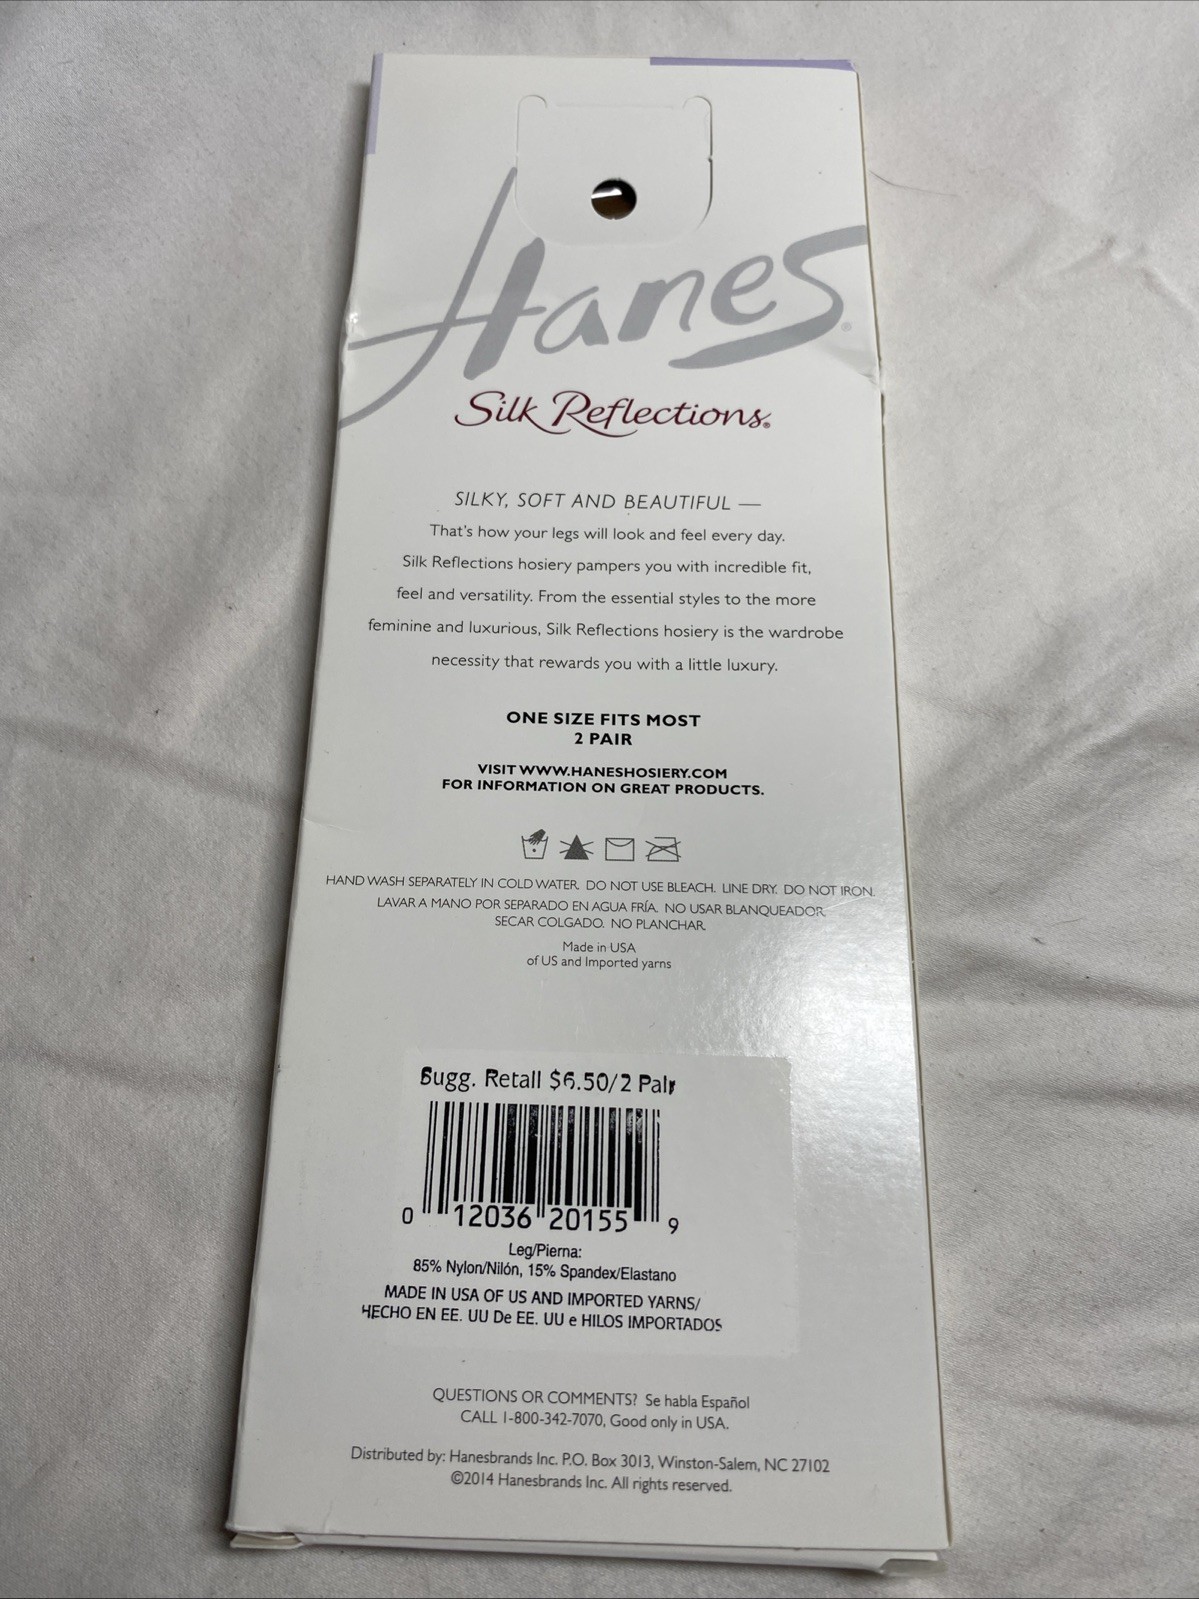 Hanes®
Silk Reflections®
SILKY, SOFT AND BEAUTIFUL —
That's how your legs will look and feel every day.
Silk Reflections hosiery pampers you with incredible fit,
feel and versatility. From the essential styles to the more
feminine and luxurious, Silk Reflections hosiery is the wardrobe
necessity that rewards you with a little luxury.
ONE SIZE FITS MOST
2 PAIR
VISIT WWW.HANESHOSIERY.COM
FOR INFORMATION ON GREAT PRODUCTS.
HAND WASH SEPARATELY IN COLD WATER. DO NOT USE BLEACH. LINE DRY. DO NOT IRON.
LAVAR A MANO POR SEPARADO EN AGUA FRÍA. NO USAR BLANQUEADOR.
SECAR COLGADO. NO PLANCHAR.
Made in USA
of US and Imported yarns
Sugg. Retail $6.50/2 Pair
0 12036 20155 9
Leg/Pierna:
85% Nylon/Nilón, 15% Spandex/Elastano
MADE IN USA OF US AND IMPORTED YARNS/
HECHO EN EE. UU De EE. UU e HILOS IMPORTADOS
QUESTIONS OR COMMENTS? Se habla Español
CALL 1-800-342-7070, Good only in USA.
Distributed by: Hanesbrands Inc. P.O. Box 3013, Winston-Salem, NC 27102
©2014 Hanesbrands Inc. All rights reserved.